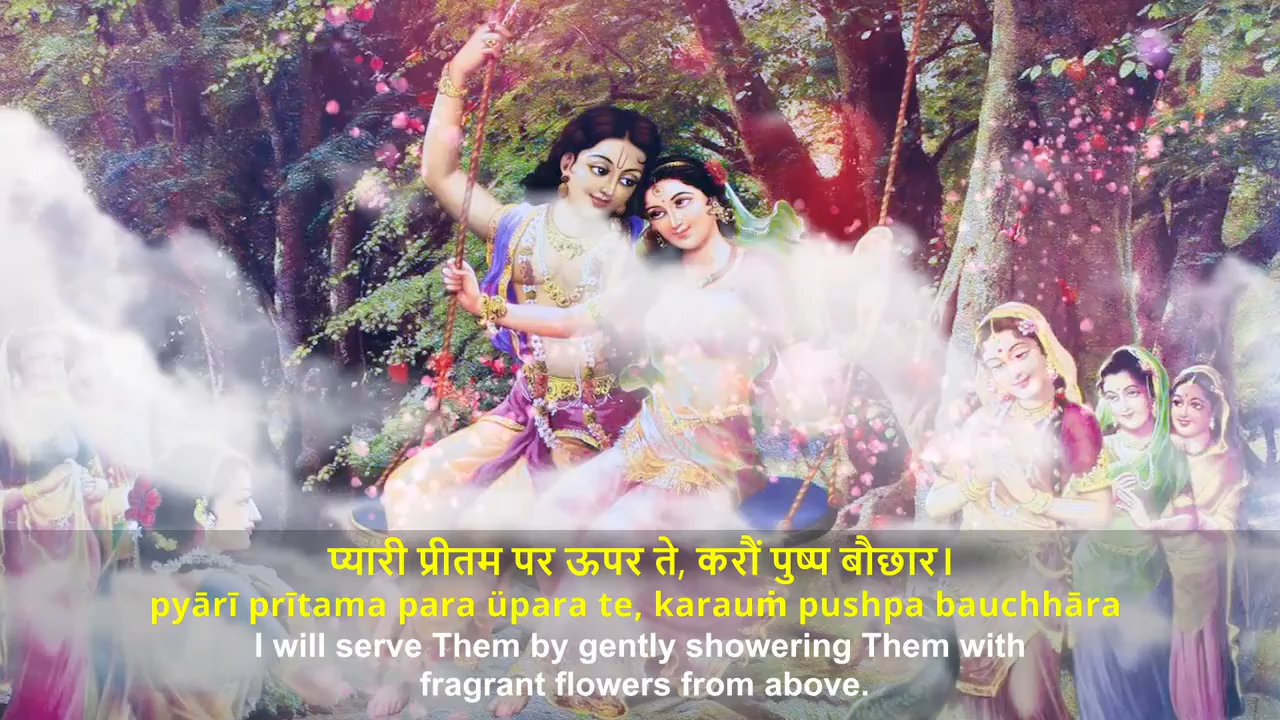 प्यारी प्रीतम पर ऊपर ते, करौं पुष्प बौछार।
pyārī prītama para üpara te, karauṁ pushpa bauchhāra
I will serve Them by gently showering Them with
fragrant flowers from above.